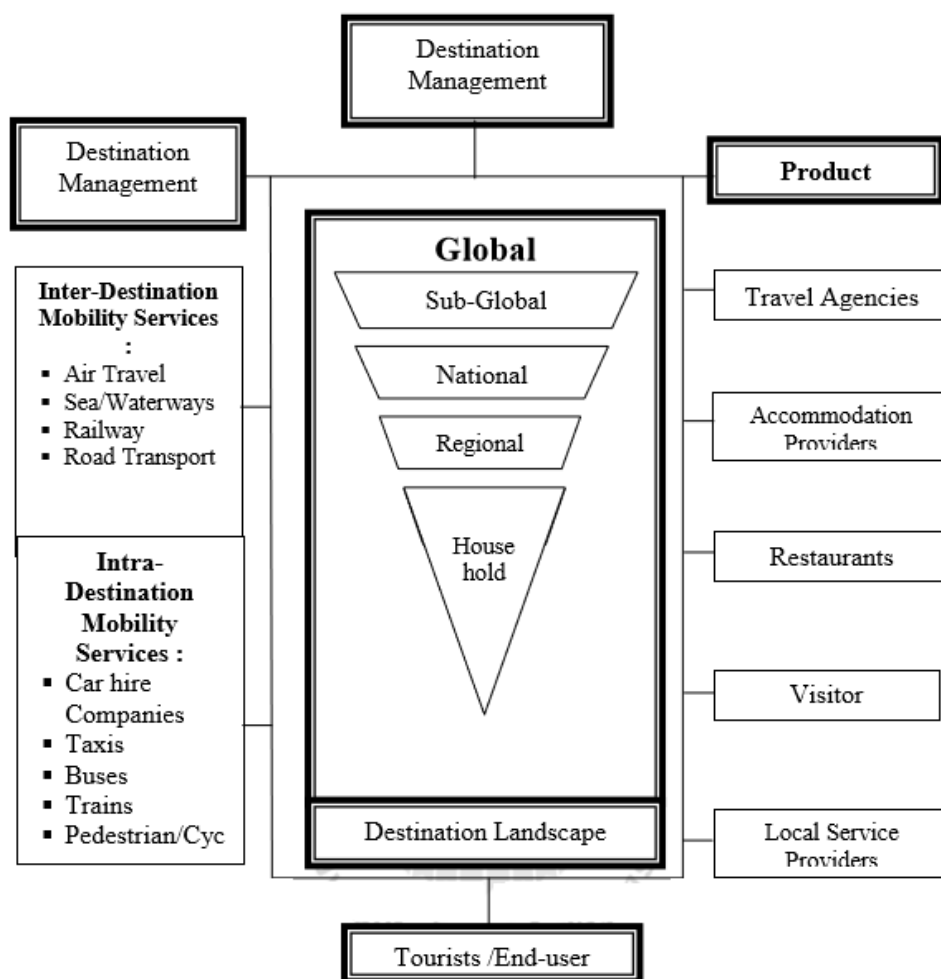 Destination
Management
Destination
Management
Product
Inter-Destination
Mobility Services
:
▪ Air Travel
▪ Sea/Waterways
▪ Railway
▪ Road Transport
Intra-
Destination
Mobility
Services :
▪ Car hire
Companies
▪ Taxis
▪ Buses
▪ Trains
▪ Pedestrian/Cyc
Global
Sub-Global
National
Regional
House
hold
Destination Landscape
Travel Agencies
Accommodation
Providers
Restaurants
Visitor
Local Service
Providers
Tourists /End-user